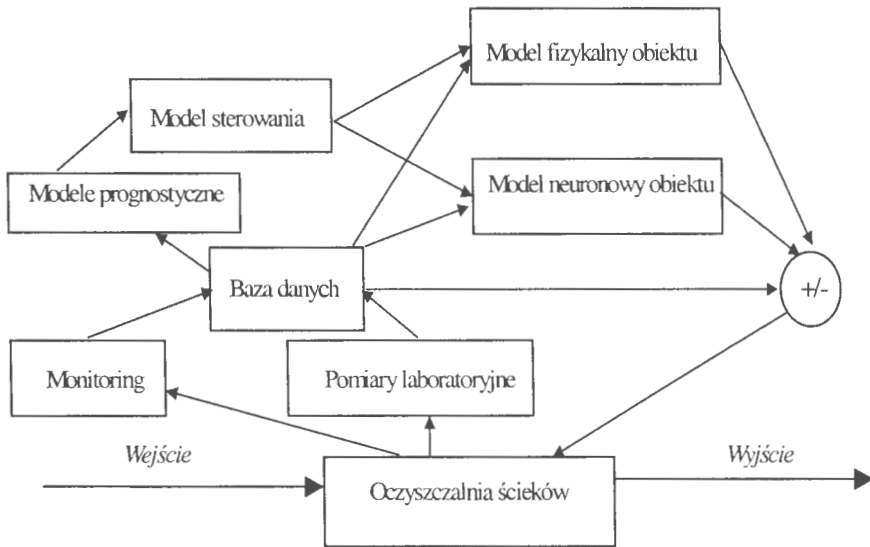 Model fizykalny obiektu
Model sterowania
Modele prognostyczne
Model neuronowy obiektu
Baza danych
+/-
Monitoring
Pomiary laboratoryjne
Wejście
Wyjście
Oczyszczalnia ścieków